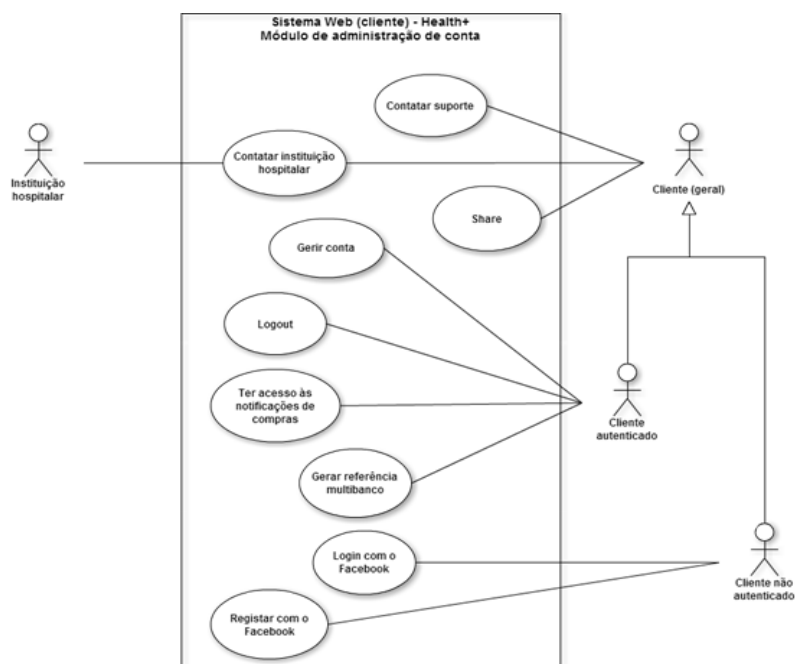 Sistema Web (cliente) - Health+
Módulo de administração de conta
Contatar suporte
Contatar instituição
hospitalar
Instituição
hospitalar
Cliente (geral)
Share
Gerir conta
Logout
Ter acesso às
notificações de
compras
Cliente
autenticado
Gerar referência
multibanco
Login com o
Facebook
Cliente não
autenticado
Registar com o
Facebook